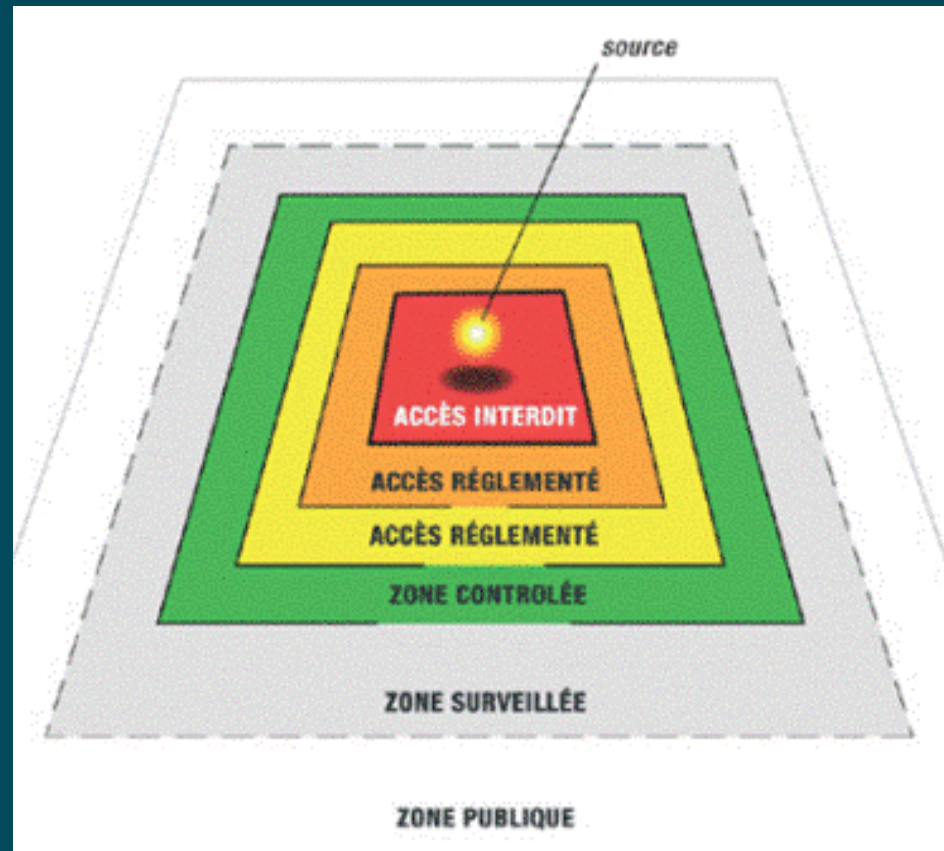 source
ACCÈS INTERDIT
ACCÈS RÉGLEMENTÉ
ACCÈS RÉGLEMENTÉ
ZONE CONTROLÉE
ZONE SURVEILLÉE
ZONE PUBLIQUE